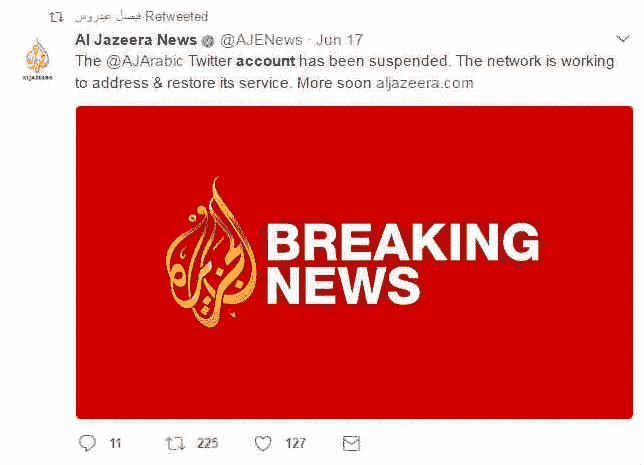 فيصل عيدروس Retweeted
Al Jazeera News @AJENews · Jun 17
The @AJArabic Twitter account has been suspended. The network is working
to address & restore its service. More soon aljazeera.com
ALJAZEERA
الجزيرة
BREAKING
NEWS
11 225 127